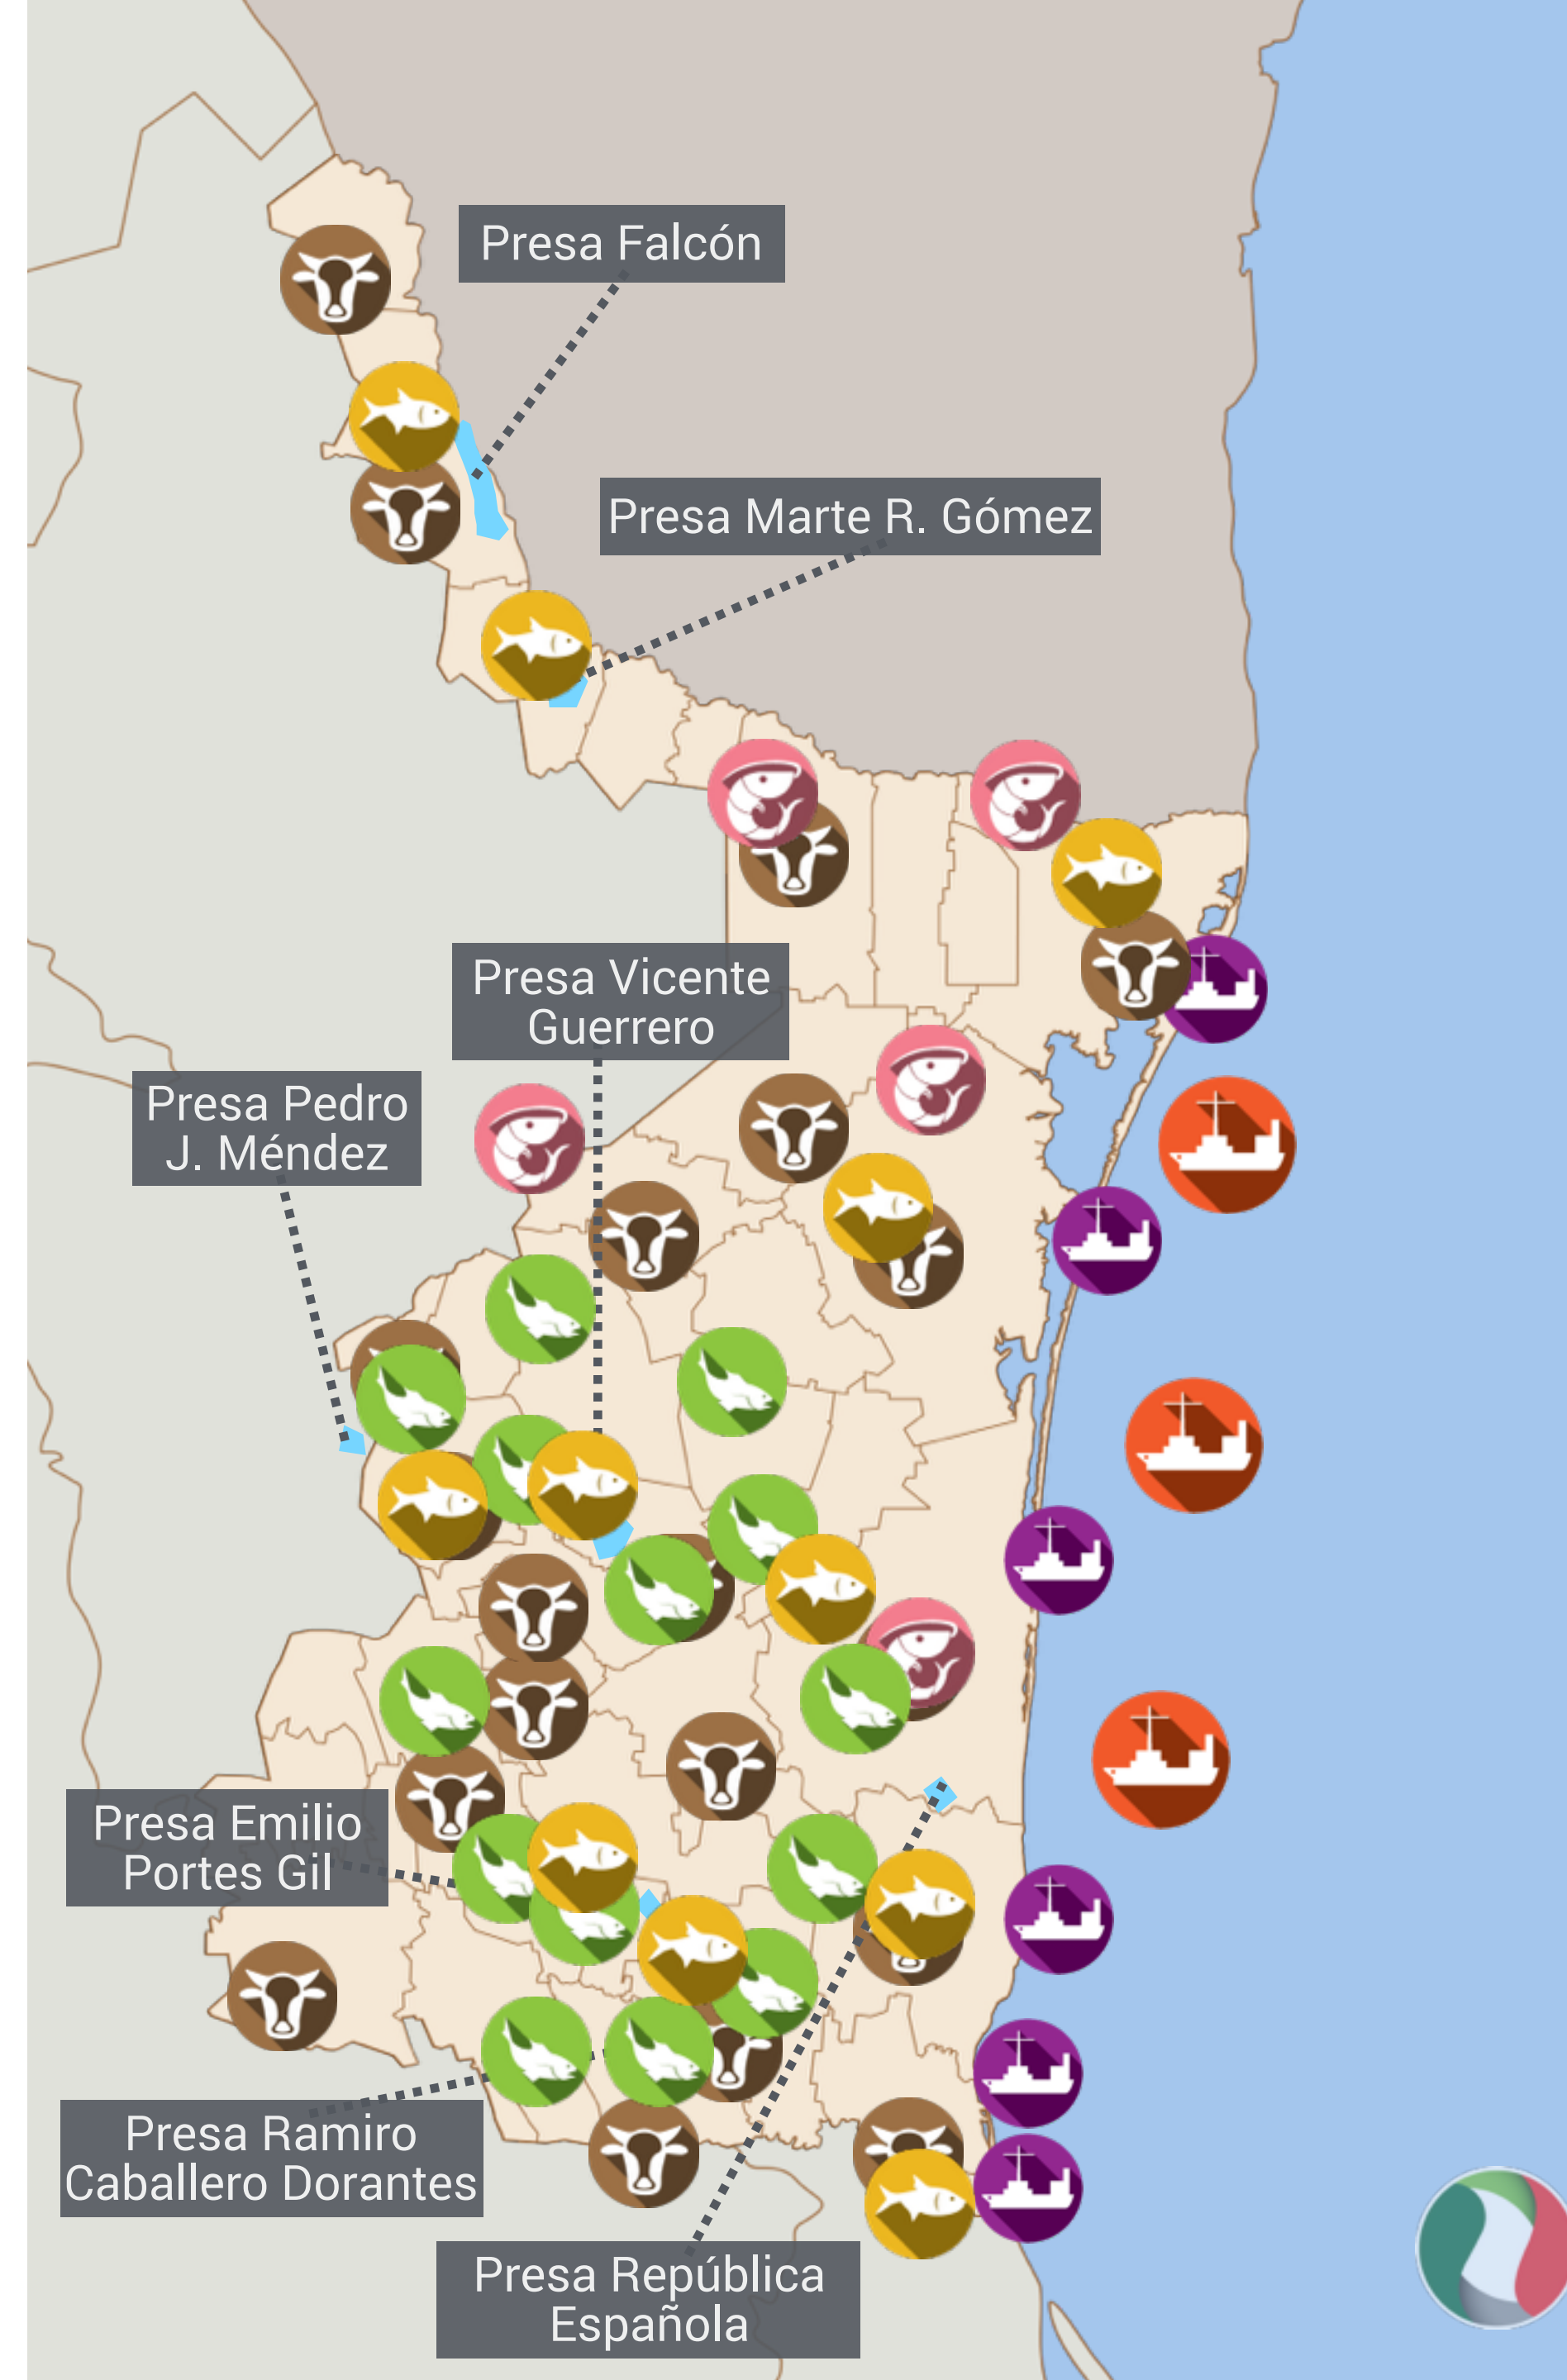 Presa Falcón
Presa Marte R. Gómez
Presa Vicente
Guerrero
Presa Pedro
J. Méndez
Presa Emilio
Portes Gil
Presa Ramiro
Caballero Dorantes
Presa República
Española